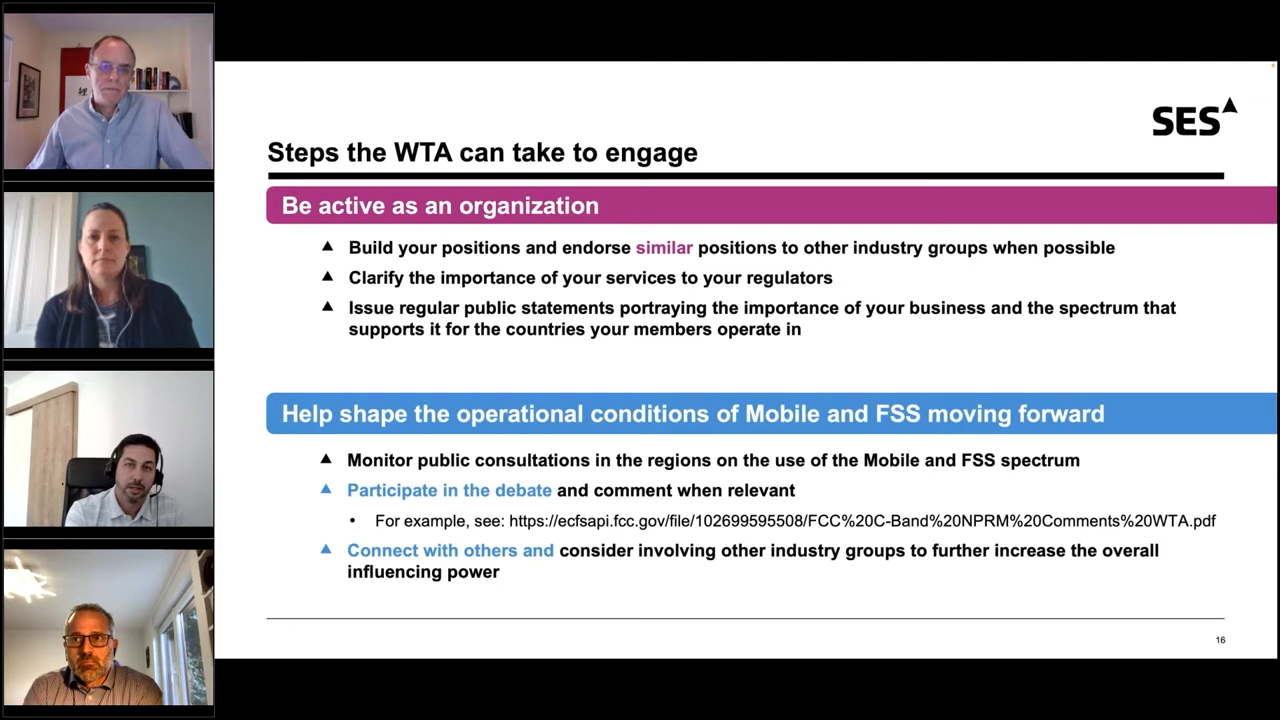 SES
Steps the WTA can take to engage
Be active as an organization
Build your positions and endorse similar positions to other industry groups when possible
Clarify the importance of your services to your regulators
Issue regular public statements portraying the importance of your business and the spectrum that
supports it for the countries your members operate in
Help shape the operational conditions of Mobile and FSS moving forward
Monitor public consultations in the regions on the use of the Mobile and FSS spectrum
Participate in the debate and comment when relevant
• For example, see: https://ecfsapi.fcc.gov/file/102699595508/FCC%20C-Band%20NPRM%20Comments%20WTA.pdf
Connect with others and consider involving other industry groups to further increase the overall
influencing power
16